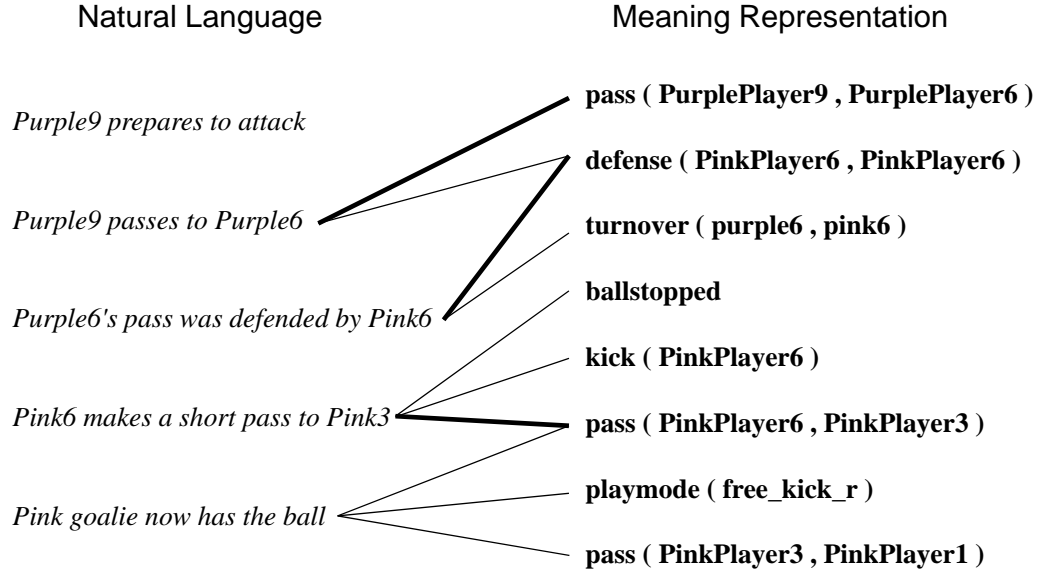 Natural Language
Meaning Representation
Purple9 prepares to attack
Purple9 passes to Purple6
Purple6's pass was defended by Pink6
Pink6 makes a short pass to Pink3
Pink goalie now has the ball
pass ( PurplePlayer9 , PurplePlayer6 )
defense ( PinkPlayer6 , PinkPlayer6 )
turnover ( purple6 , pink6 )
ballstopped
kick ( PinkPlayer6 )
pass ( PinkPlayer6 , PinkPlayer3 )
playmode ( free_kick_r )
pass ( PinkPlayer3 , PinkPlayer1 )